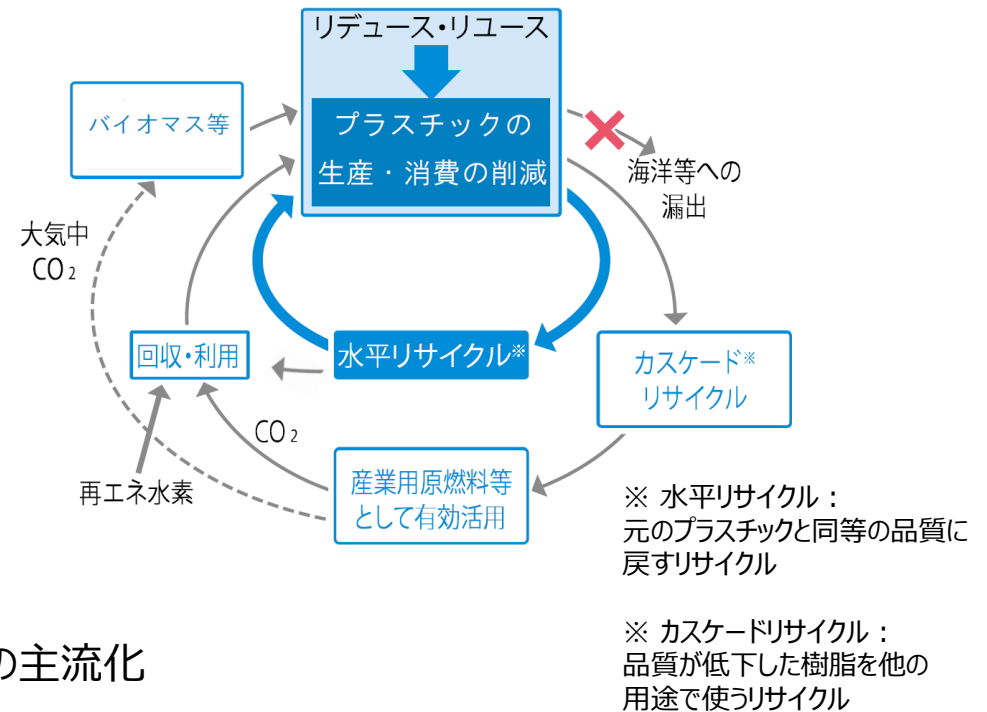 リデュース・リユース
プラスチックの
生産・消費の削減
バイオマス等
海洋等への
漏出
大気中
CO₂
回収・利用
水平リサイクル※
カスケード※
リサイクル
CO₂
再エネ水素
産業用原燃料等
として有効活用
※ 水平リサイクル：
元のプラスチックと同等の品質に
戻すリサイクル
※ カスケードリサイクル：
品質が低下した樹脂を他の
用途で使うリサイクル
の主流化